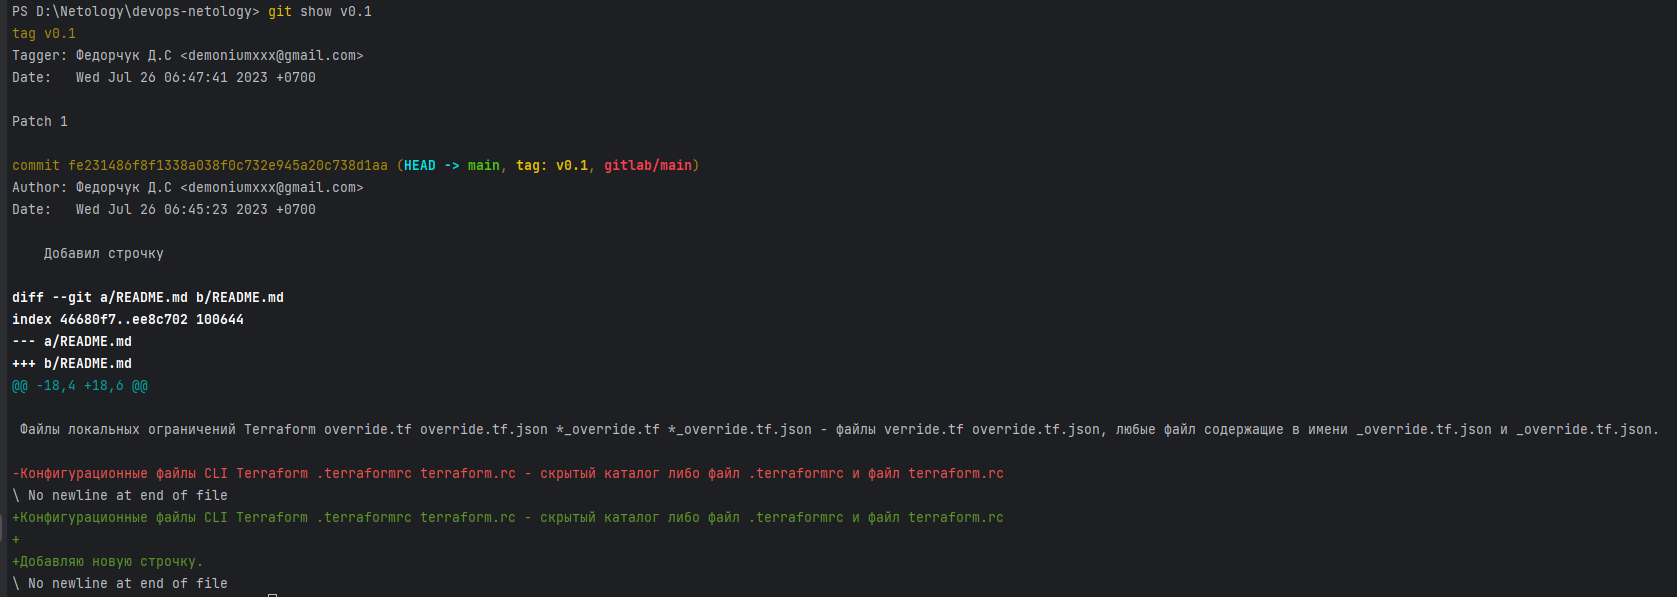 PS D:\Netology\devops-netology> git show v0.1
tag v0.1
Tagger: Федорчук Д.С <demoniumxxx@gmail.com>
Date:   Wed Jul 26 06:47:41 2023 +0700
Patch 1
commit fe231486f8f1338a038f0c732e945a20c738d1aa (HEAD -> main, tag: v0.1, gitlab/main)
Author: Федорчук Д.С <demoniumxxx@gmail.com>
Date:   Wed Jul 26 06:45:23 2023 +0700
    Добавил строчку
diff --git a/README.md b/README.md
index 46680f7..ee8c702 100644
--- a/README.md
+++ b/README.md
@@ -18,4 +18,6 @@
 Файлы локальных ограничений Terraform override.tf override.tf.json *_override.tf *_override.tf.json - файлы verride.tf override.tf.json, любые файл содержащие в имени _override.tf.json и _override.tf.json.
-Конфигурационные файлы CLI Terraform .terraformrc terraform.rc - скрытый каталог либо файл .terraformrc и файл terraform.rc
\ No newline at end of file
+Конфигурационные файлы CLI Terraform .terraformrc terraform.rc - скрытый каталог либо файл .terraformrc и файл terraform.rc
+
+Добавляю новую строчку.
\ No newline at end of file